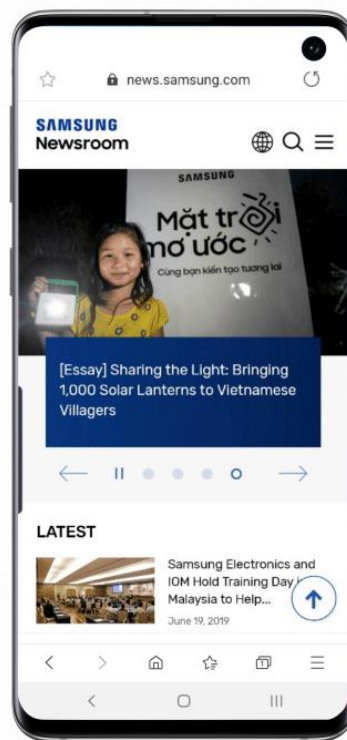 news.samsung.com
SAMSUNG
Newsroom
SAMSUNG
Mặt trời
mơ ước
Cùng bạn kiến tạo tương lai
[Essay] Sharing the Light: Bringing
1,000 Solar Lanterns to Vietnamese
Villagers
LATEST
Samsung Electronics and
IOM Hold Training Day
Malaysia to Help...
June 19, 2019
1